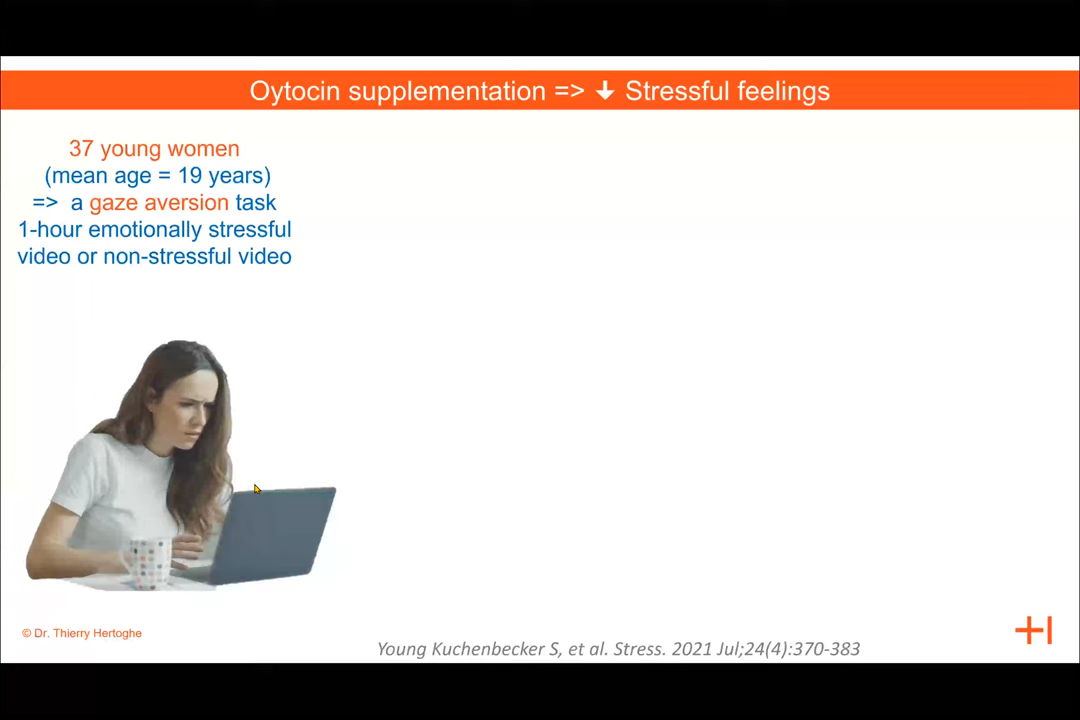 Oytocin supplementation => ↓ Stressful feelings
37 young women
(mean age = 19 years)
=> a gaze aversion task
1-hour emotionally stressful
video or non-stressful video
© Dr. Thierry Hertoghe
Young Kuchenbecker S, et al. Stress. 2021 Jul;24(4):370-383